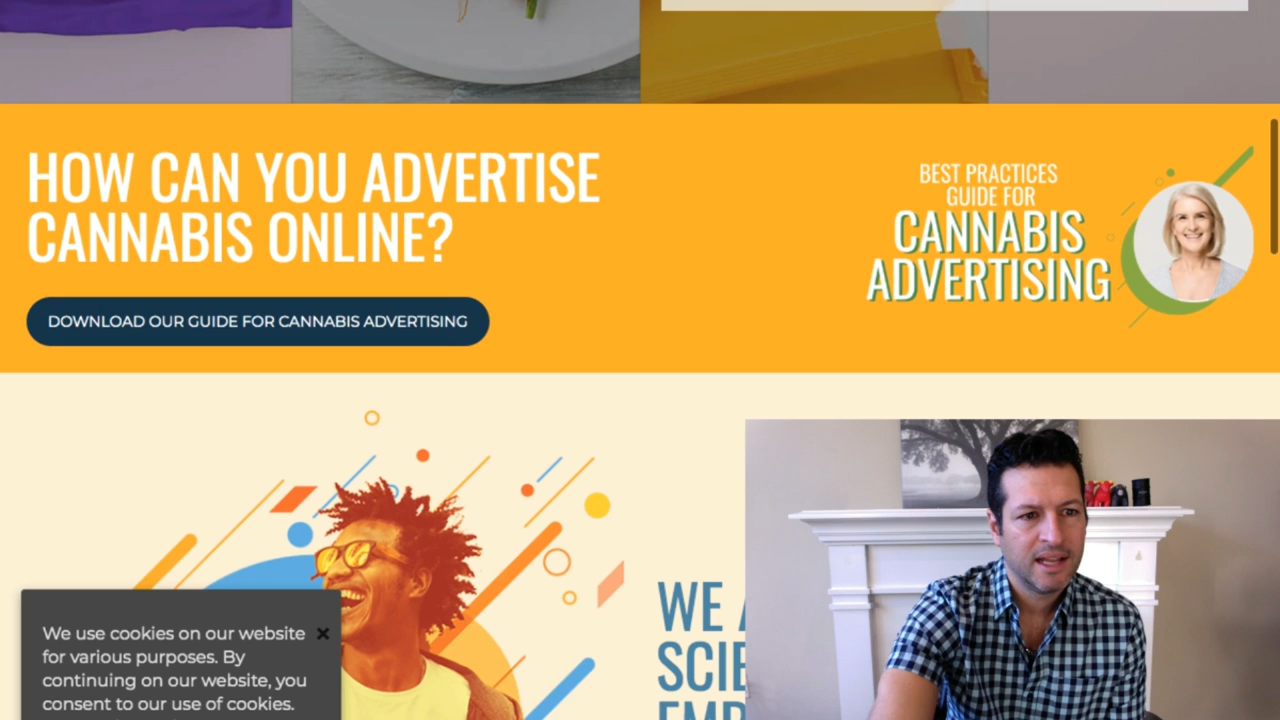 HOW CAN YOU ADVERTISE
CANNABIS ONLINE?
DOWNLOAD OUR GUIDE FOR CANNABIS ADVERTISING
BEST PRACTICES
GUIDE FOR
CANNABIS
ADVERTISING
WE
We use cookies on our website
for various purposes. By
continuing on our website, you
consent to our use of cookies.